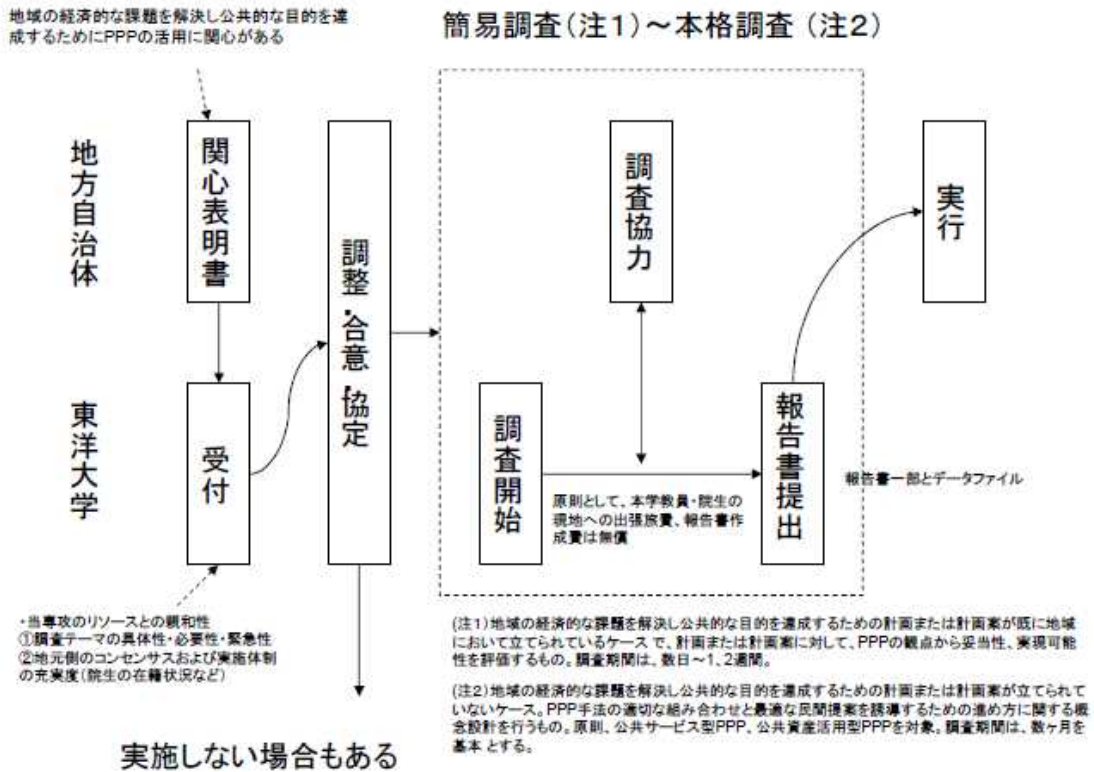 地域の経済的な課題を解決し公共的な目的を達
成するためにPPPの活用に関心がある
簡易調査(注1)～本格調査 (注2)
地方自治体
関心表明書
調整・合意・協定
調査協力
実行
東洋大学
受付
調査開始
報告書提出
原則として、本学教員・院生の
現地への出張旅費、報告書作
成費は無償
報告書一部とデータファイル
・当専攻のリソースとの親和性
①調査テーマの具体性・必要性・緊急性
②地元側のコンセンサスおよび実施体制
の充実度(院生の在籍状況など)
実施しない場合もある
(注1)地域の経済的な課題を解決し公共的な目的を達成するための計画または計画案が既に地域
において立てられているケース で、計画または計画案に対して、PPPの観点から妥当性、実現可能
性を評価するもの。調査期間は、数日～1、2週間。
(注2)地域の経済的な課題を解決し公共的な目的を達成するための計画または計画案が立てられて
いないケース。PPP手法の適切な組み合わせと最適な民間提案を誘導するための進め方に関する概
念設計を行うもの。原則、公共サービス型PPP、公共資産活用型PPPを対象。調査期間は、数ヶ月を
基本 とする。